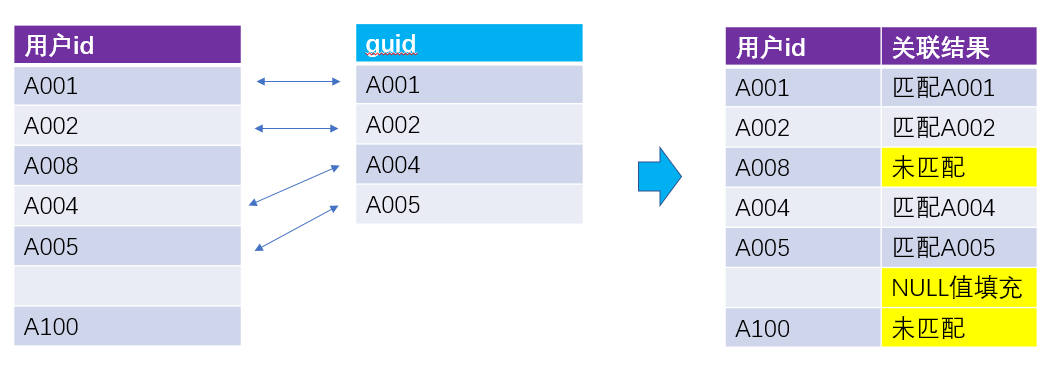 用户id
A001
A002
A008
A004
A005
A100
guid
A001
A002
A004
A005
用户id 关联结果
A001 匹配A001
A002 匹配A002
A008 未匹配
A004 匹配A004
A005 匹配A005
NULL值填充
A100 未匹配